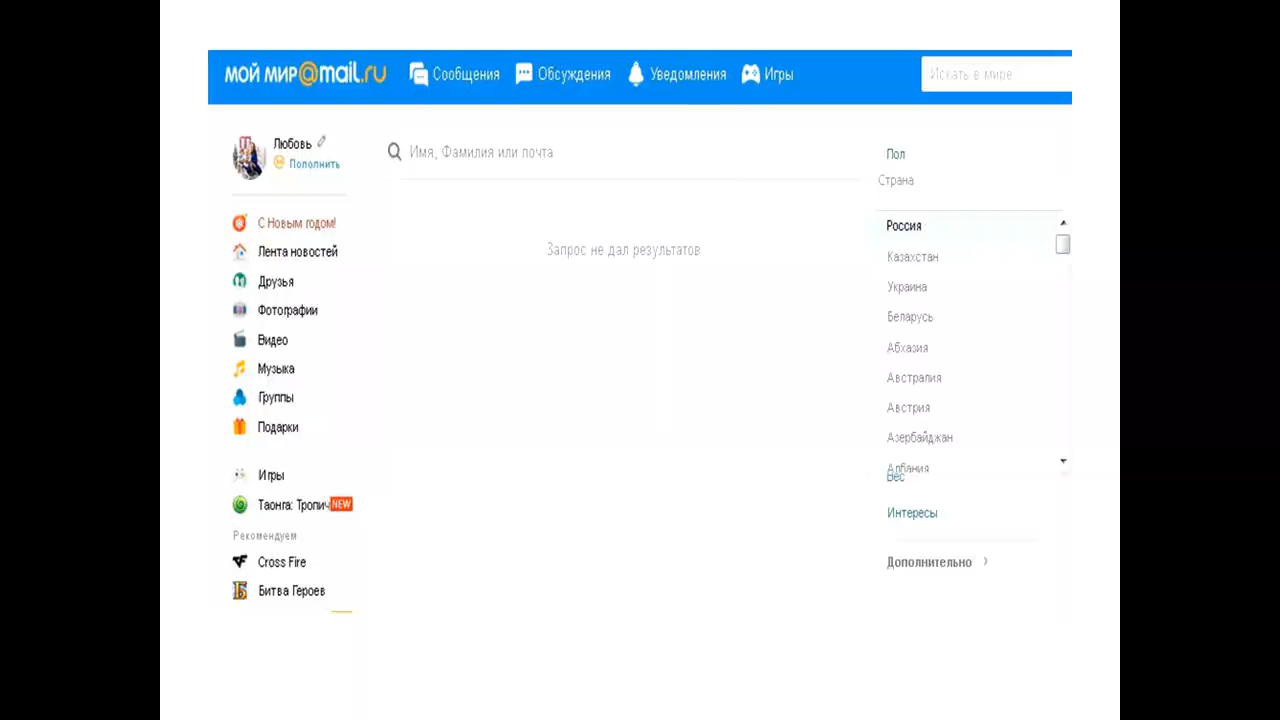 МОЙ МИР@mail.ru Сообщения Обсуждения Уведомления Игры Искать в мире
Любовь
Пополнить
Имя, Фамилия или почта
Пол
Страна
С Новым годом!
Лента новостей
Друзья
Фотографии
Видео
Музыка
Группы
Подарки
Игры
Таонга: Тропич NEW
Рекомендуем
Cross Fire
Битва Героев
Запрос не дал результатов
Россия
Казахстан
Украина
Беларусь
Абхазия
Австралия
Австрия
Азербайджан
Албания
Вес
Интересы
Дополнительно